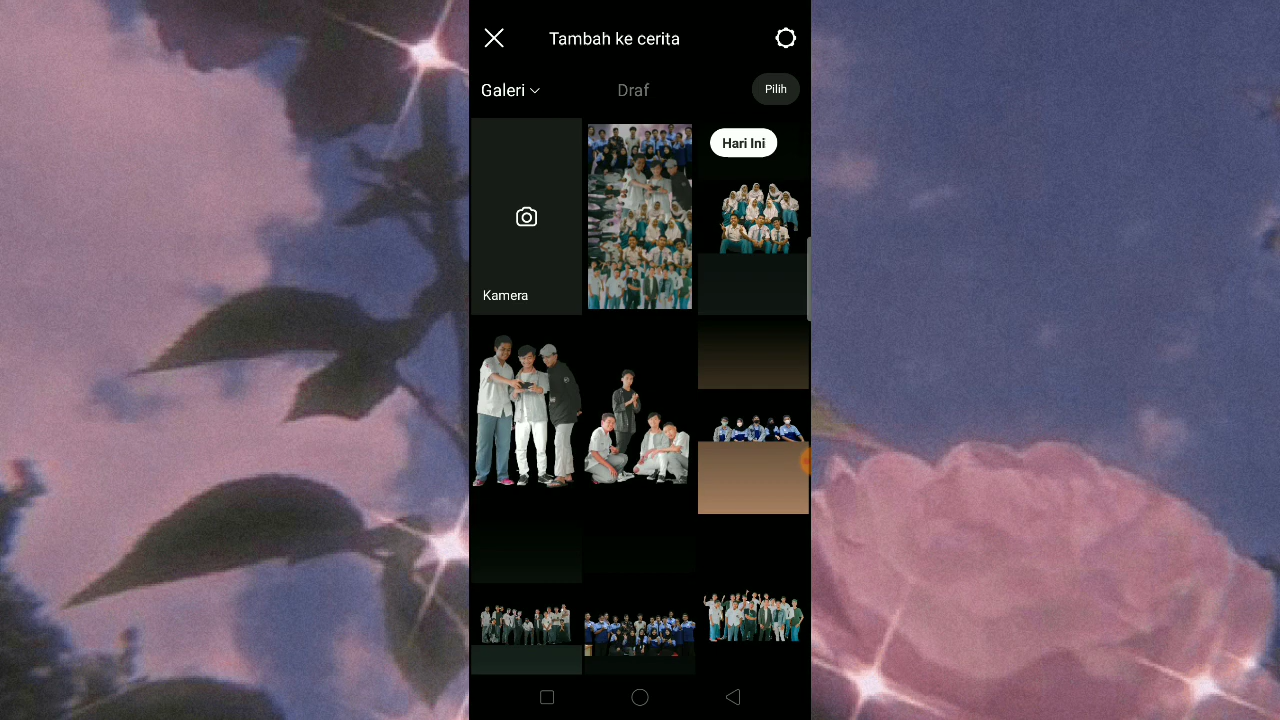 Tambah ke cerita
Galeri
Draf
Pilih
Hari Ini
Kamera